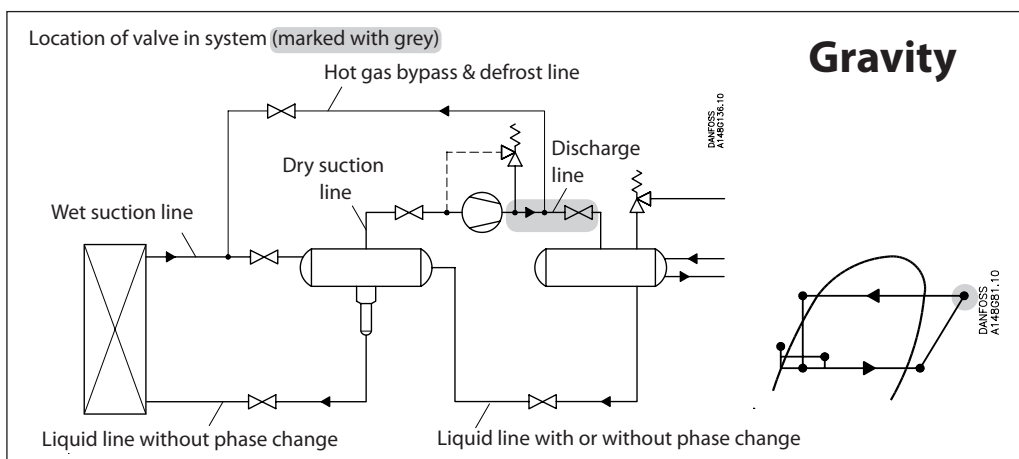 Location of valve in system (marked with grey)
Gravity
Hot gas bypass & defrost line
DANFOSS
A148G136.10
Discharge
line
Dry suction
line
Wet suction line
DANFOSS
A148G81.10
Liquid line without phase change
Liquid line with or without phase change